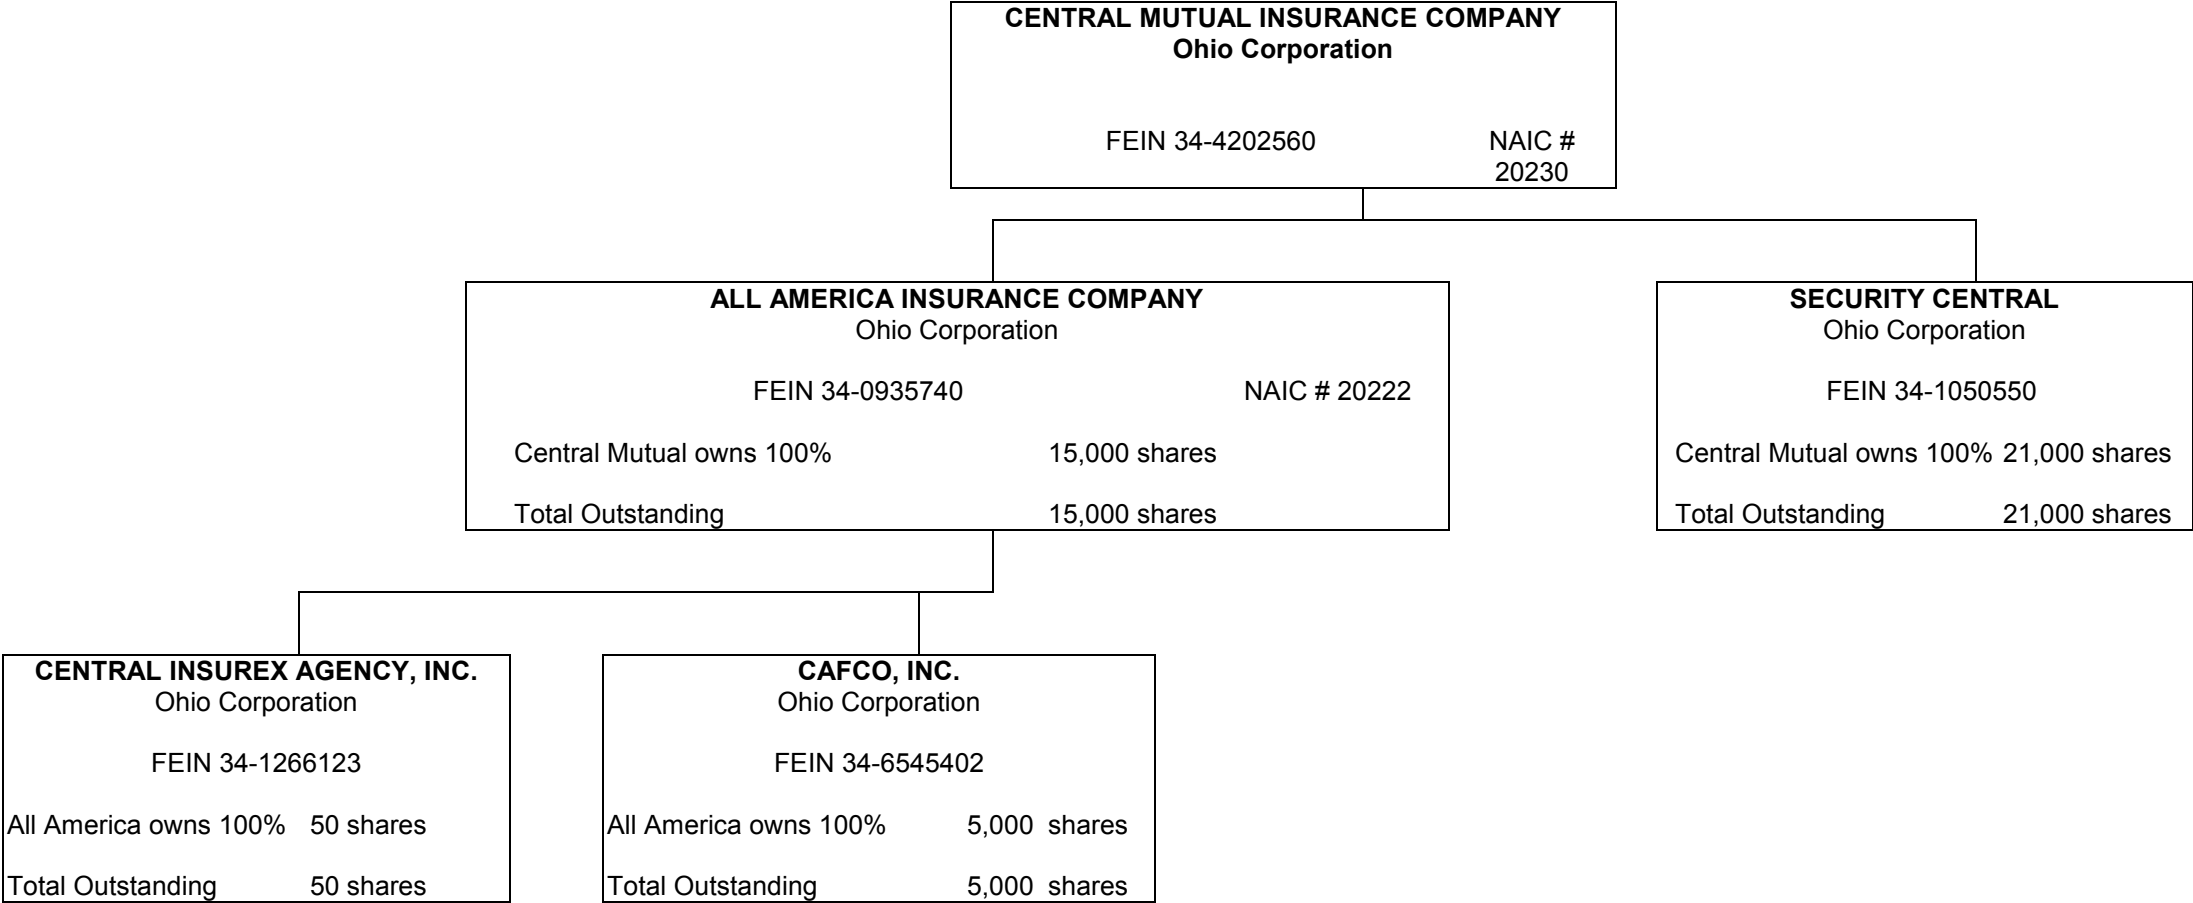 CENTRAL MUTUAL INSURANCE COMPANY
Ohio Corporation
FEIN 34-4202560 NAIC #
20230
ALL AMERICA INSURANCE COMPANY
Ohio Corporation
FEIN 34-0935740 NAIC # 20222
Central Mutual owns 100% 15,000 shares
Total Outstanding 15,000 shares
SECURITY CENTRAL
Ohio Corporation
FEIN 34-1050550
Central Mutual owns 100% 21,000 shares
Total Outstanding 21,000 shares
CENTRAL INSUREX AGENCY, INC.
Ohio Corporation
FEIN 34-1266123
All America owns 100% 50 shares
Total Outstanding 50 shares
CAFCO, INC.
Ohio Corporation
FEIN 34-6545402
All America owns 100% 5,000 shares
Total Outstanding 5,000 shares